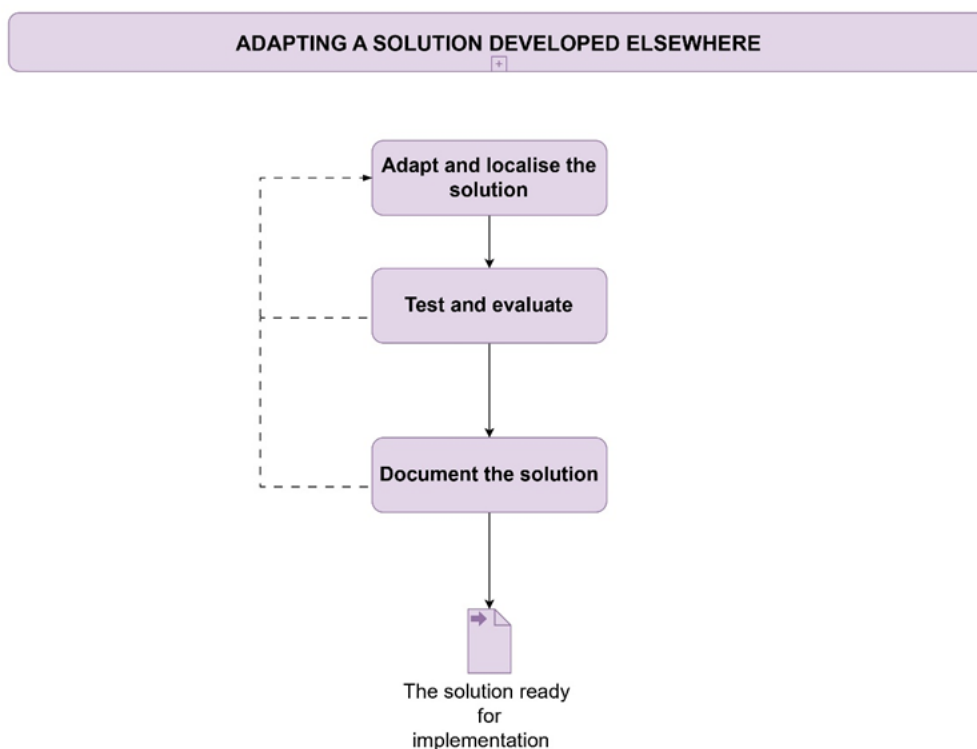 ADAPTING A SOLUTION DEVELOPED ELSEWHERE
Adapt and localise the
solution
Test and evaluate
Document the solution
The solution ready
for
implementation